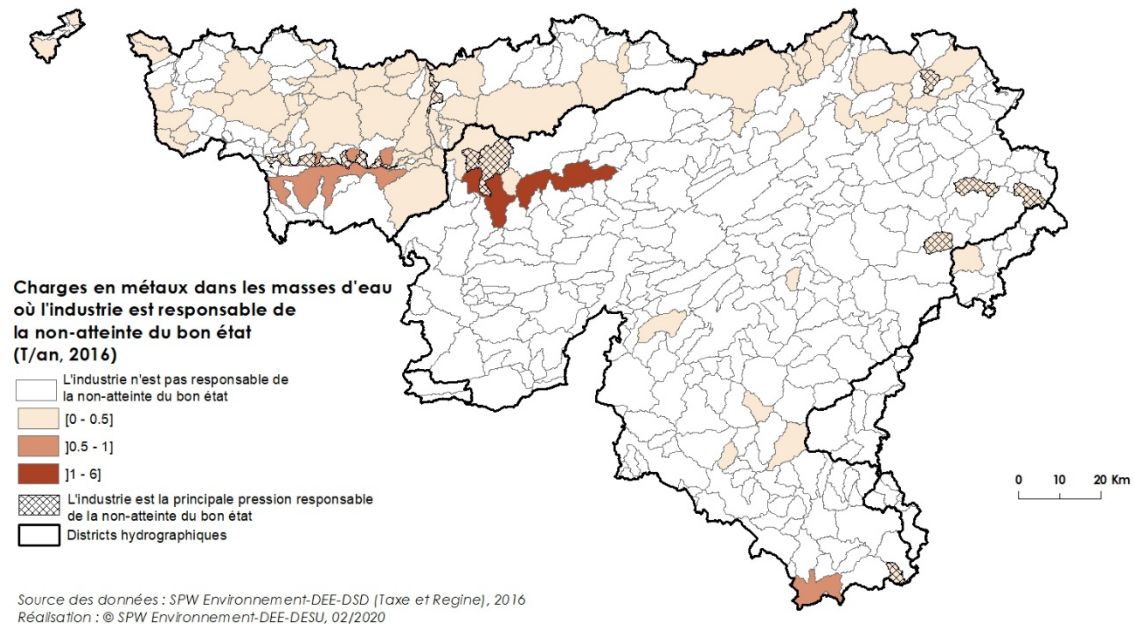 Charges en métaux dans les masses d'eau
où l'industrie est responsable de
la non-atteinte du bon état
(T/an, 2016)
L'industrie n'est pas responsable de
la non-atteinte du bon état
[0 - 0.5]
]0.5 - 1]
]1 - 6]
L'industrie est la principale pression responsable
de la non-atteinte du bon état
Districts hydrographiques
0 10 20 Km
Source des données : SPW Environnement-DEE-DSD (Taxe et Regine), 2016
Réalisation : © SPW Environnement-DEE-DESU, 02/2020